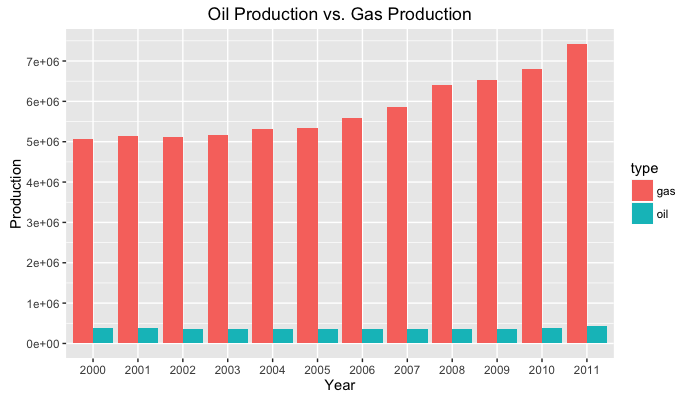 Oil Production vs. Gas Production
7e+06
6e+06
5e+06
4e+06
3e+06
2e+06
1e+06
0e+00
Production
2000 2001 2002 2003 2004 2005 2006 2007 2008 2009 2010 2011
Year
type
gas
oil